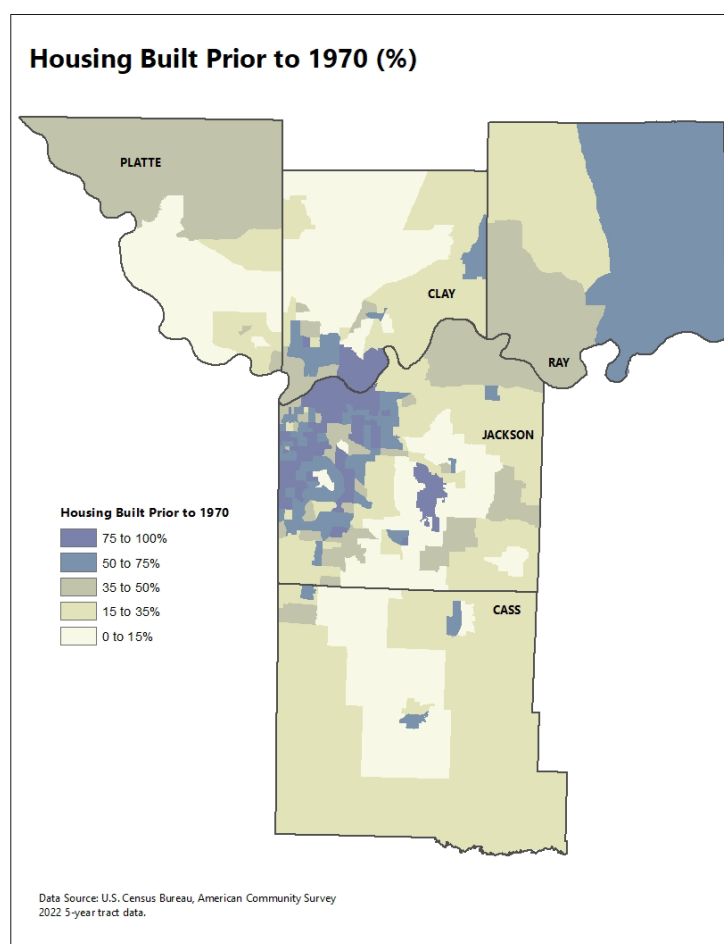 Housing Built Prior to 1970 (%)
PLATTE
CLAY
RAY
JACKSON
Housing Built Prior to 1970
75 to 100%
50 to 75%
35 to 50%
15 to 35%
0 to 15%
CASS
Data Source: U.S. Census Bureau, American Community Survey
2022 5-year tract data.